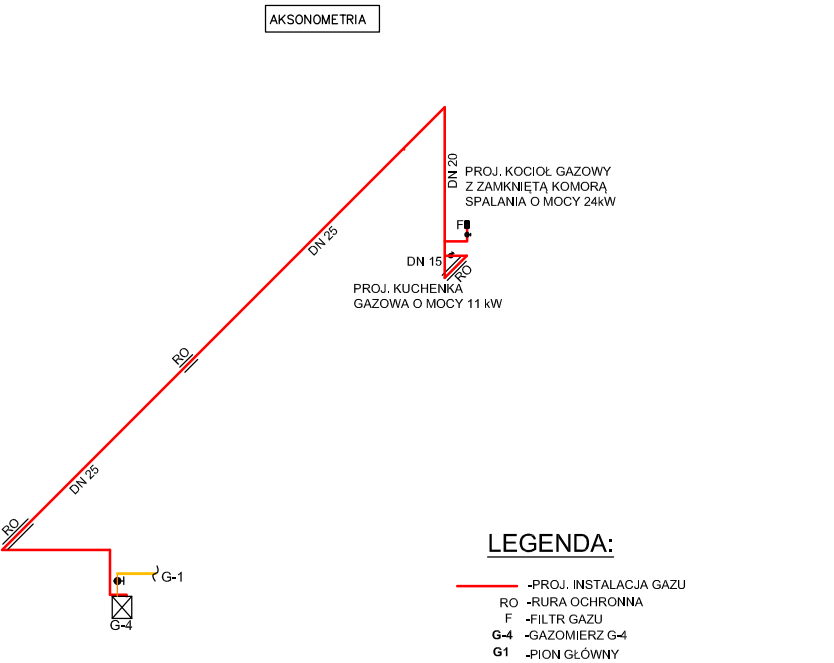 AKSONOMETRIA
DN 20
PROJ. KOCIOŁ GAZOWY
Z ZAMKNIĘTĄ KOMORĄ
SPALANIA O MOCY 24kW
F
DN 25
DN 15
RO
PROJ. KUCHENKA
GAZOWA O MOCY 11 kW
RO
DN 25
RO
G-1
G-4
LEGENDA:
-PROJ. INSTALACJA GAZU
RO -RURA OCHRONNA
F -FILTR GAZU
G-4 -GAZOMIERZ G-4
G1 -PION GŁÓWNY